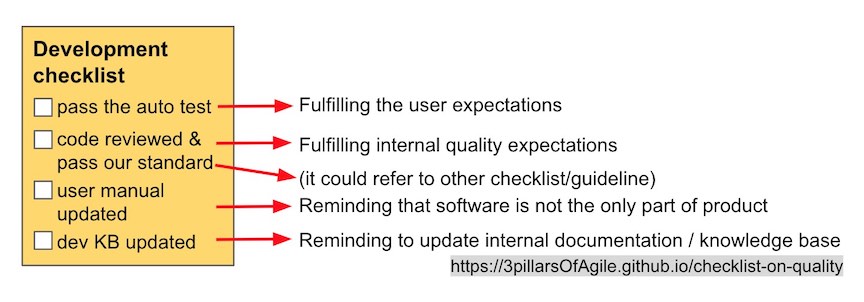 Development
checklist
pass the auto test
Fulfilling the user expectations
code reviewed &
pass our standard
Fulfilling internal quality expectations
(it could refer to other checklist/guideline)
user manual
updated
Reminding that software is not the only part of product
dev KB updated
Reminding to update internal documentation / knowledge base
https://3pillarsOfAgile.github.io/checklist-on-quality